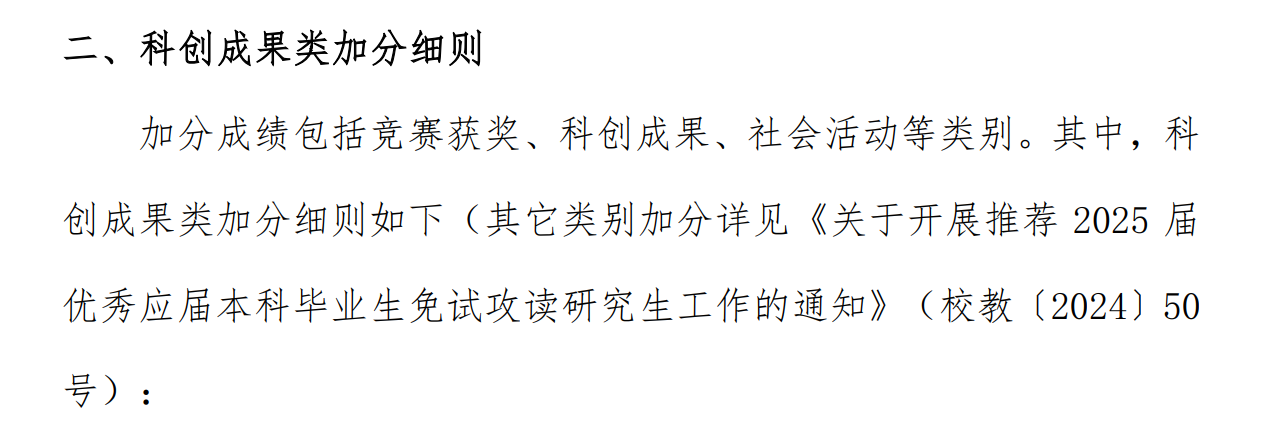 二、科创成果类加分细则
加分成绩包括竞赛获奖、科创成果、社会活动等类别。其中，科
创成果类加分细则如下（其它类别加分详见《关于开展推荐 2025 届
优秀应届本科毕业生免试攻读研究生工作的通知》（校教〔2024〕50
号）：